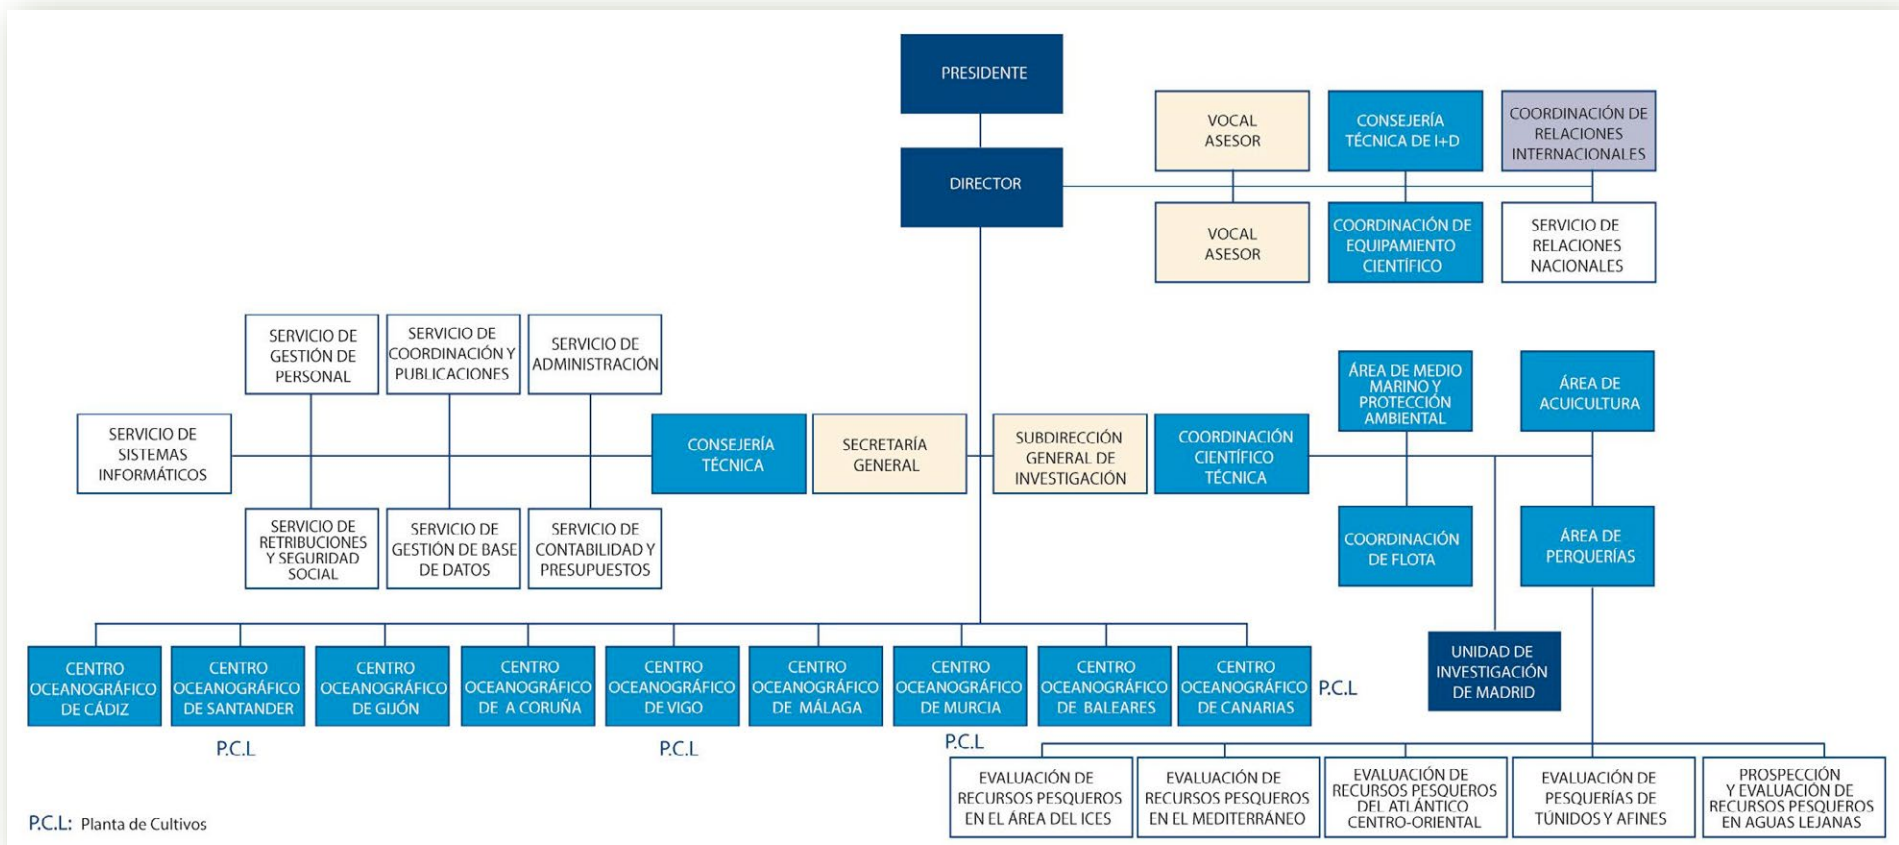 PRESIDENTE
DIRECTOR
VOCAL
ASESOR
CONSEJERÍA
TÉCNICA DE I+D
COORDINACIÓN DE
RELACIONES
INTERNACIONALES
VOCAL
ASESOR
COORDINACIÓN DE
EQUIPAMIENTO
CIENTÍFICO
SERVICIO DE
RELACIONES
NACIONALES
SERVICIO DE
GESTIÓN DE
PERSONAL
SERVICIO DE
COORDINACIÓN Y
PUBLICACIONES
SERVICIO DE
ADMINISTRACIÓN
ÁREA DE MEDIO
MARINO Y
PROTECCIÓN
AMBIENTAL
ÁREA DE
ACUICULTURA
SERVICIO DE
SISTEMAS
INFORMÁTICOS
CONSEJERÍA
TÉCNICA
SECRETARÍA
GENERAL
SUBDIRECCIÓN
GENERAL DE
INVESTIGACIÓN
COORDINACIÓN
CIENTÍFICO
TÉCNICA
SERVICIO DE
RETRIBUCIONES
Y SEGURIDAD
SOCIAL
SERVICIO DE
GESTIÓN DE BASE
DE DATOS
SERVICIO DE
CONTABILIDAD Y
PRESUPUESTOS
COORDINACIÓN
DE FLOTA
ÁREA DE
PERQUERÍAS
CENTRO
OCEANOGRÁFICO
DE CÁDIZ
CENTRO
OCEANOGRÁFICO
DE SANTANDER
P.C.L
CENTRO
OCEANOGRÁFICO
DE GIJÓN
CENTRO
OCEANOGRÁFICO
DE A CORUÑA
CENTRO
OCEANOGRÁFICO
DE VIGO
P.C.L
CENTRO
OCEANOGRÁFICO
DE MÁLAGA
CENTRO
OCEANOGRÁFICO
DE MURCIA
P.C.L
CENTRO
OCEANOGRÁFICO
DE BALEARES
CENTRO
OCEANOGRÁFICO
DE CANARIAS
P.C.L
UNIDAD DE
INVESTIGACIÓN
DE MADRID
EVALUACIÓN DE
RECURSOS PESQUEROS
EN EL ÁREA DEL ICES
EVALUACIÓN DE
RECURSOS PESQUEROS
EN EL MEDITERRÁNEO
EVALUACIÓN DE
RECURSOS PESQUEROS
DEL ATLÁNTICO
CENTRO-ORIENTAL
EVALUACIÓN DE
PESQUERÍAS DE
TÚNIDOS Y AFINES
PROSPECCIÓN
Y EVALUACIÓN DE
RECURSOS PESQUEROS
EN AGUAS LEJANAS
P.C.L: Planta de Cultivos